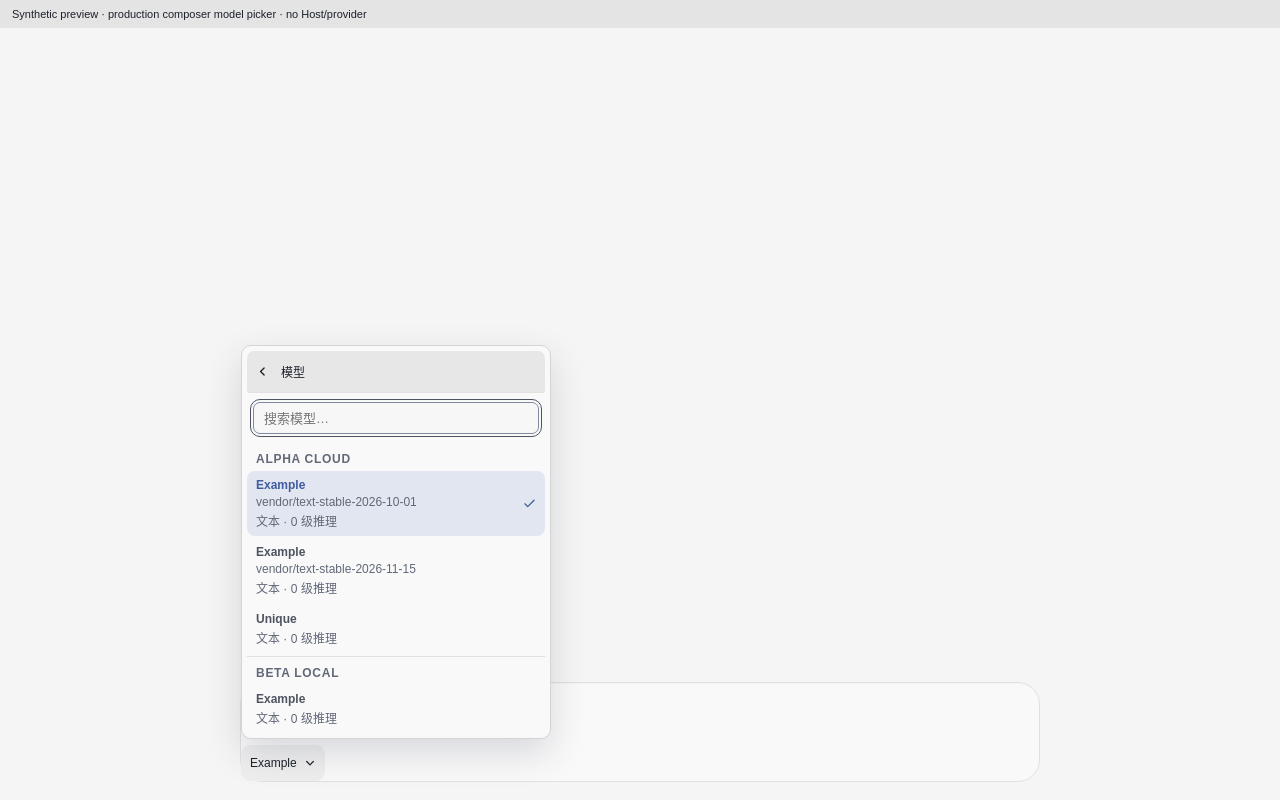 Synthetic preview · production composer model picker · no Host/provider
模型
搜索模型…
ALPHA CLOUD
Example
vendor/text-stable-2026-10-01
文本 · 0 级推理
Example
vendor/text-stable-2026-11-15
文本 · 0 级推理
Unique
文本 · 0 级推理
BETA LOCAL
Example
文本 · 0 级推理
Example